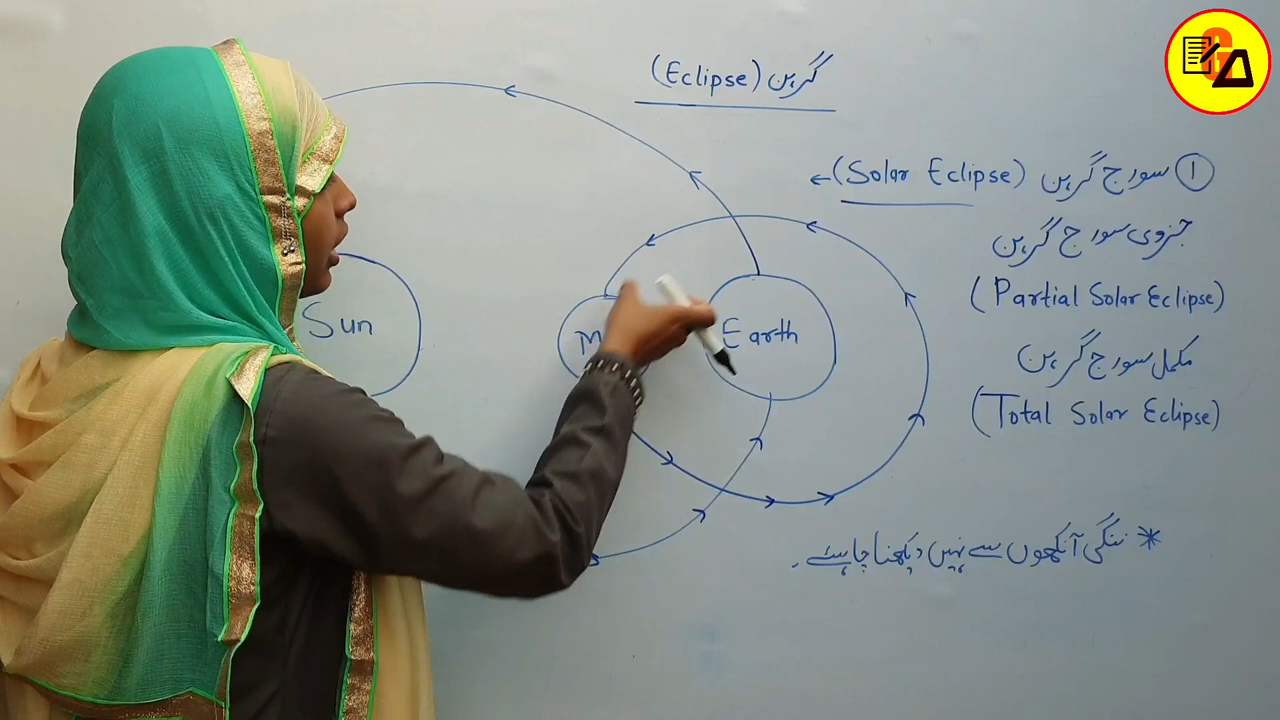 گرہن (Eclipse)
① سورج گرہن (Solar Eclipse) ←
جزوی سورج گرہن
(Partial Solar Eclipse)
مکمل سورج گرہن
(Total Solar Eclipse)
* ننگی آنکھوں سے نہیں دیکھنا چاہئے۔
Sun
Earth